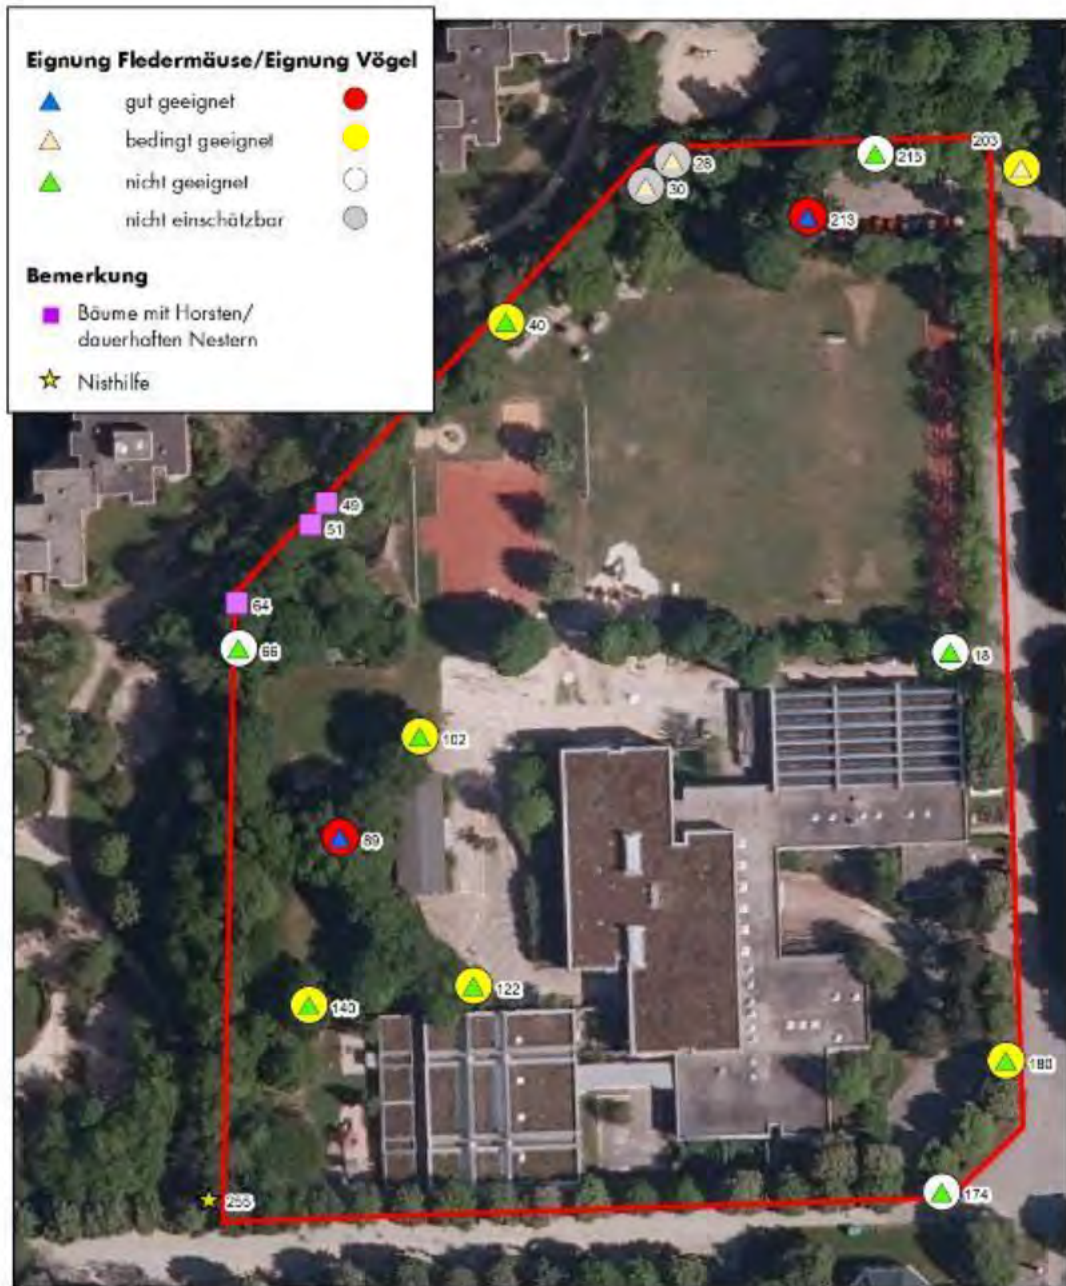 Eignung Fledermäuse/Eignung Vögel
gut geeignet
bedingt geeignet
nicht geeignet
nicht einschätzbar
Bemerkung
Bäume mit Horsten/
dauerhaften Nestern
Nisthilfe
28
215
203
30
213
40
49
51
64
66
18
102
89
122
140
180
255
174